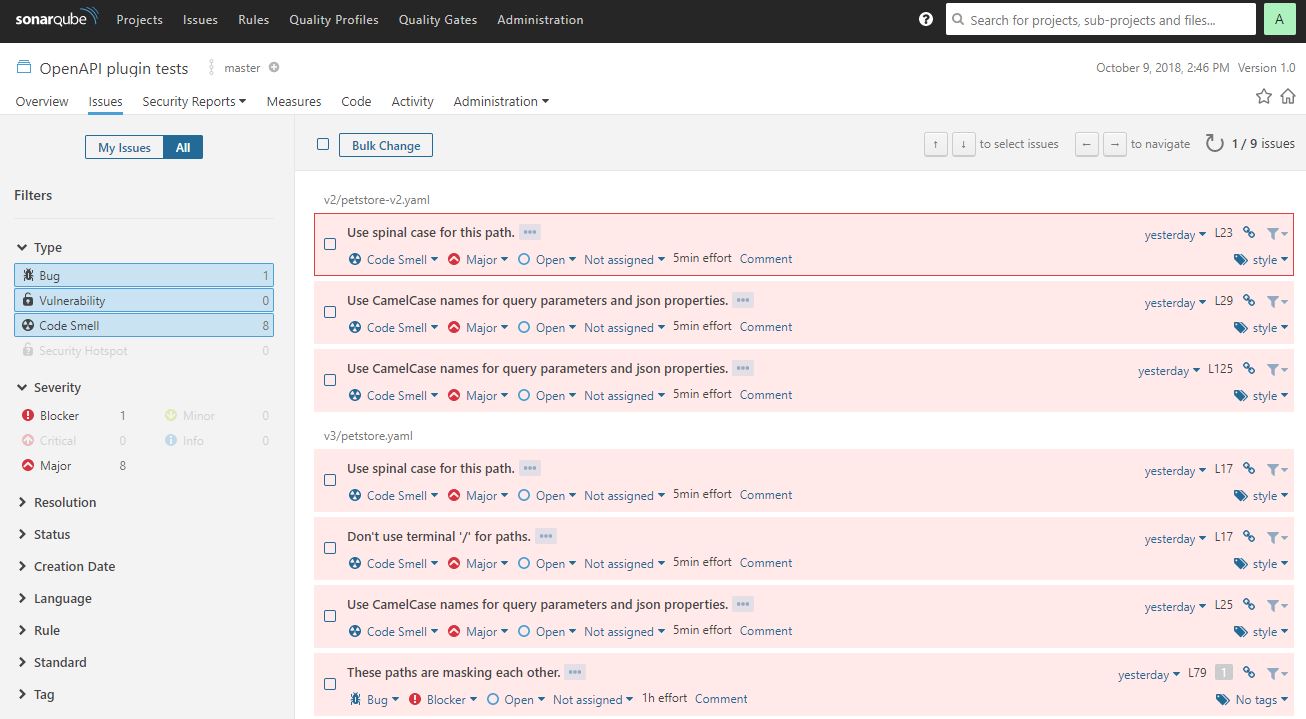 sonarqube Projects Issues Rules Quality Profiles Quality Gates Administration ? Search for projects, sub-projects and files... A
OpenAPI plugin tests master October 9, 2018, 2:46 PM Version 1.0
Overview Issues Security Reports Measures Code Activity Administration
My Issues All Bulk Change ↑ ↓ to select issues ← → to navigate 1 / 9 issues
Filters
Type
Bug 1
Vulnerability 0
Code Smell 8
Security Hotspot 0
Severity
Blocker 1 Minor 0
Critical 0 Info 0
Major 8
Resolution
Status
Creation Date
Language
Rule
Standard
Tag
v2/petstore-v2.yaml
Use spinal case for this path. ••• yesterday L23
Code Smell Major Open Not assigned 5min effort Comment style
Use CamelCase names for query parameters and json properties. ••• yesterday L29
Code Smell Major Open Not assigned 5min effort Comment style
Use CamelCase names for query parameters and json properties. ••• yesterday L125
Code Smell Major Open Not assigned 5min effort Comment style
v3/petstore.yaml
Use spinal case for this path. ••• yesterday L17
Code Smell Major Open Not assigned 5min effort Comment style
Don't use terminal '/' for paths. ••• yesterday L17
Code Smell Major Open Not assigned 5min effort Comment style
Use CamelCase names for query parameters and json properties. ••• yesterday L25
Code Smell Major Open Not assigned 5min effort Comment style
These paths are masking each other. ••• yesterday L79 1
Bug Blocker Open Not assigned 1h effort Comment No tags